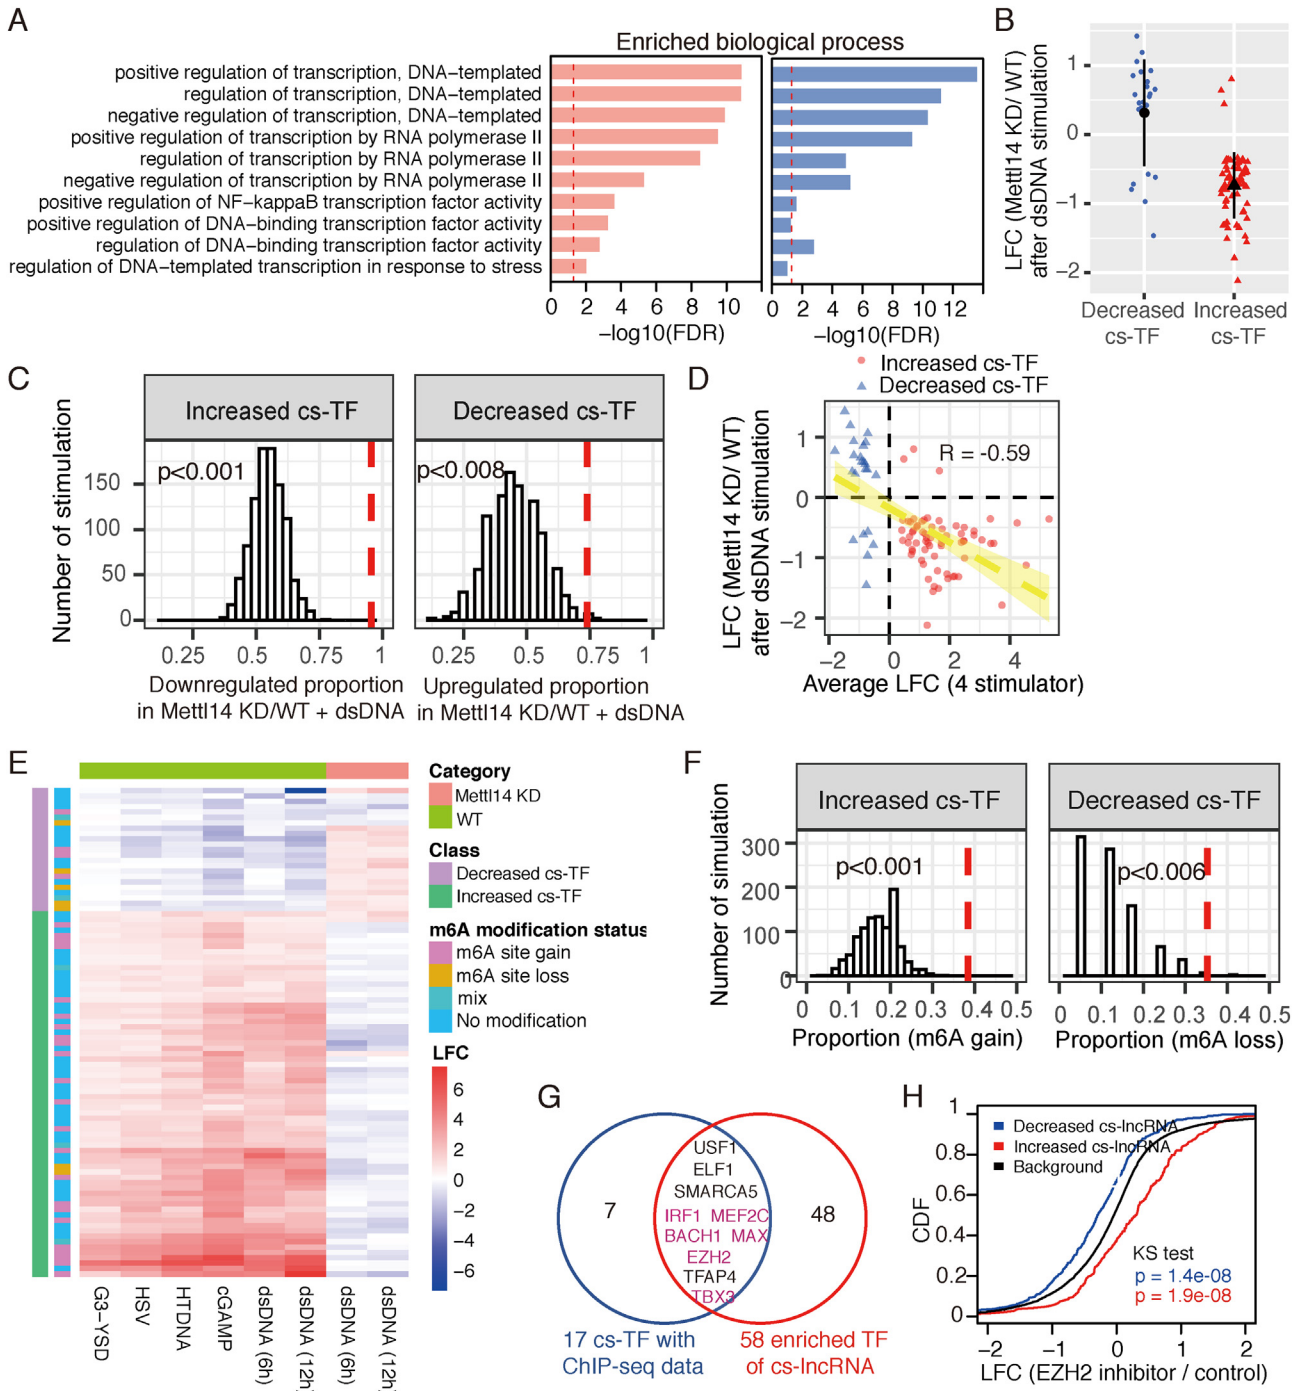 A
Enriched biological process
positive regulation of transcription, DNA−templated
regulation of transcription, DNA−templated
negative regulation of transcription, DNA−templated
positive regulation of transcription by RNA polymerase II
regulation of transcription by RNA polymerase II
negative regulation of transcription by RNA polymerase II
positive regulation of NF−kappaB transcription factor activity
positive regulation of DNA−binding transcription factor activity
regulation of DNA−binding transcription factor activity
regulation of DNA−templated transcription in response to stress
0 2 4 6 8 10
0 2 4 6 8 10 12
−log10(FDR)
−log10(FDR)
B
LFC (Mettl14 KD/ WT)
after dsDNA stimulation
1
0
−1
−2
Decreased
cs−TF
Increased
cs−TF
C
Number of stimulation
Increased cs−TF
Decreased cs−TF
p<0.001
p<0.008
150
100
50
0
0.25 0.5 0.75 1
0.25 0.5 0.75 1
Downregulated proportion
in Mettl14 KD/WT + dsDNA
Upregulated proportion
in Mettl14 KD/WT + dsDNA
D
Increased cs−TF
Decreased cs−TF
LFC (Mettl14 KD/ WT)
after dsDNA stimulation
R = -0.59
1
0
−1
−2
−2 0 2 4
Average LFC (4 stimulator)
E
Category
Mettl14 KD
WT
Class
Decreased cs−TF
Increased cs−TF
m6A modification status
m6A site gain
m6A site loss
mix
No modification
LFC
6
4
2
0
−2
−4
−6
G3−YSD
HSV
HTDNA
cGAMP
dsDNA (6h)
dsDNA (12h
dsDNA (6h)
dsDNA (12h
F
Number of simulation
Increased cs−TF
Decreased cs−TF
p<0.001
p<0.006
300
200
100
0
0 0.1 0.2 0.3 0.4 0.5
0 0.1 0.2 0.3 0.4 0.5
Proportion (m6A gain)
Proportion (m6A loss)
G
7
USF1
ELF1
SMARCA5
IRF1 MEF2C
BACH1 MAX
EZH2
TFAP4
TBX3
48
17 cs−TF with
ChIP−seq data
58 enriched TF
of cs−lncRNA
H
CDF
1
0.8
0.6
0.4
0.2
0
Decreased cs−lncRNA
Increased cs−lncRNA
Background
KS test
p = 1.4e-08
p = 1.9e-08
−2 −1 0 1 2
LFC (EZH2 inhibitor / control)